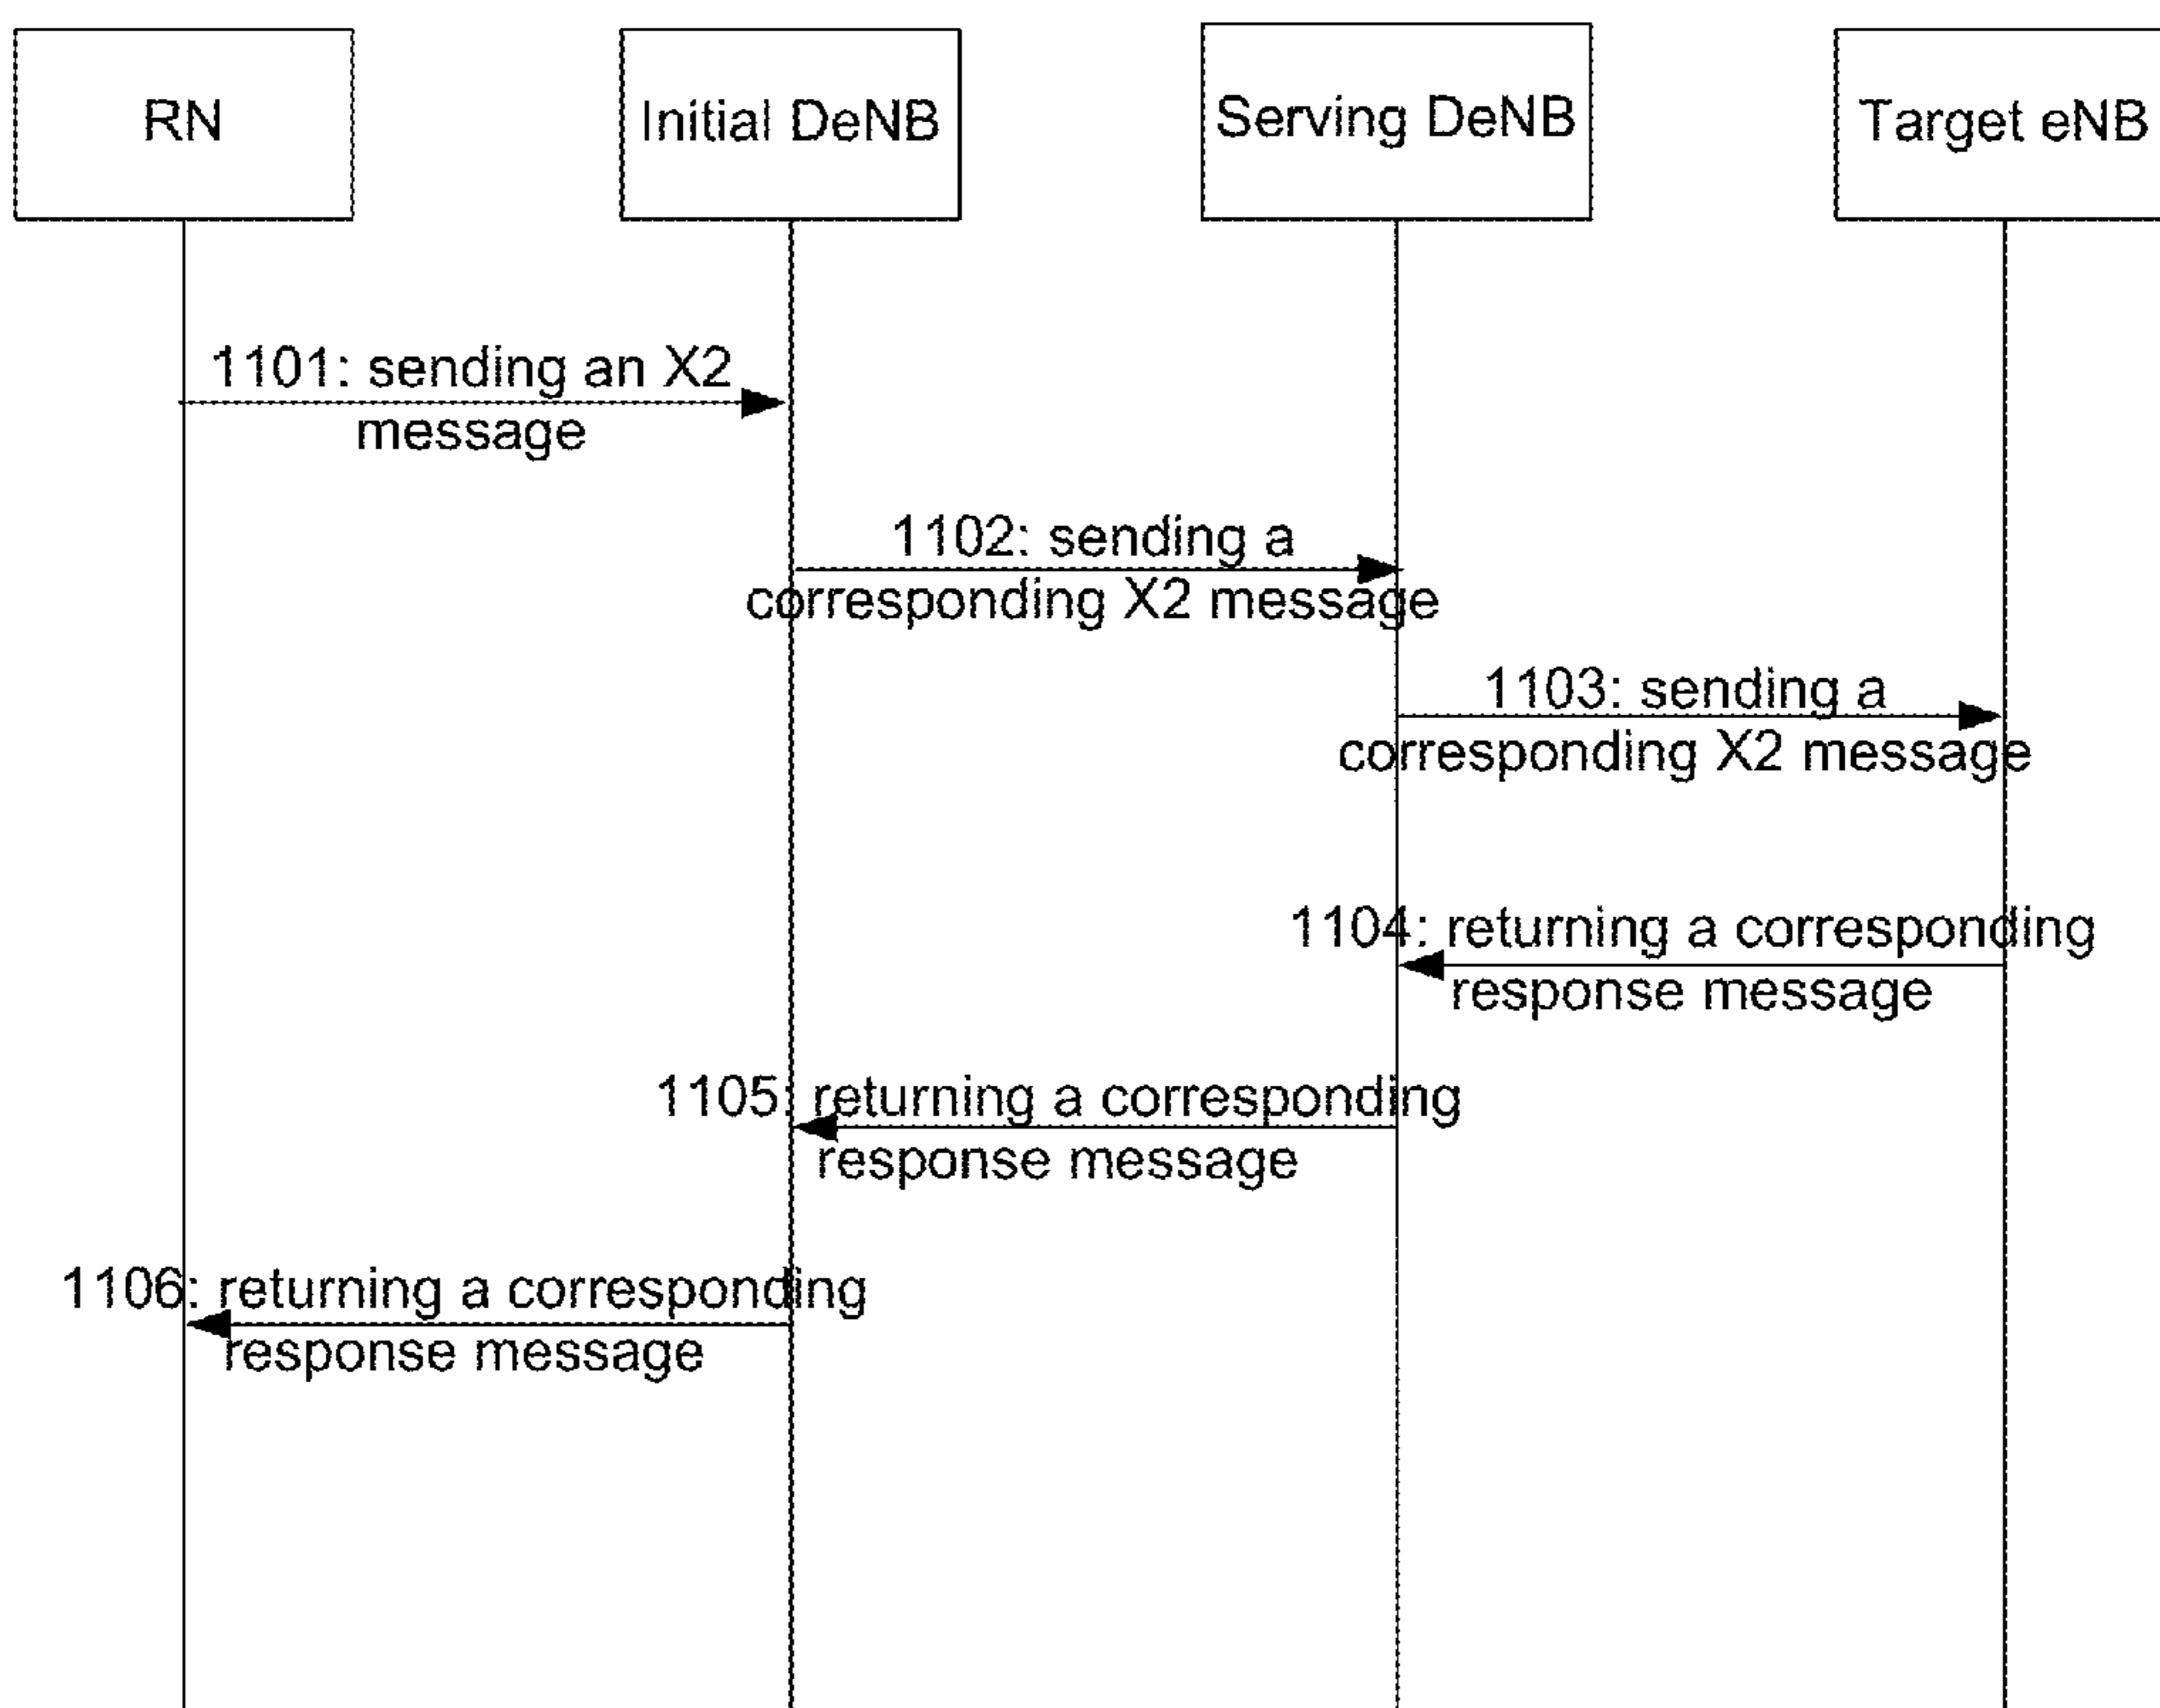 RN
Initial DeNB
Serving DeNB
Target eNB
1101: sending an X2
message
1102: sending a
corresponding X2 message
1103: sending a
corresponding X2 message
1104: returning a corresponding
response message
1105: returning a corresponding
response message
1106: returning a corresponding
response message